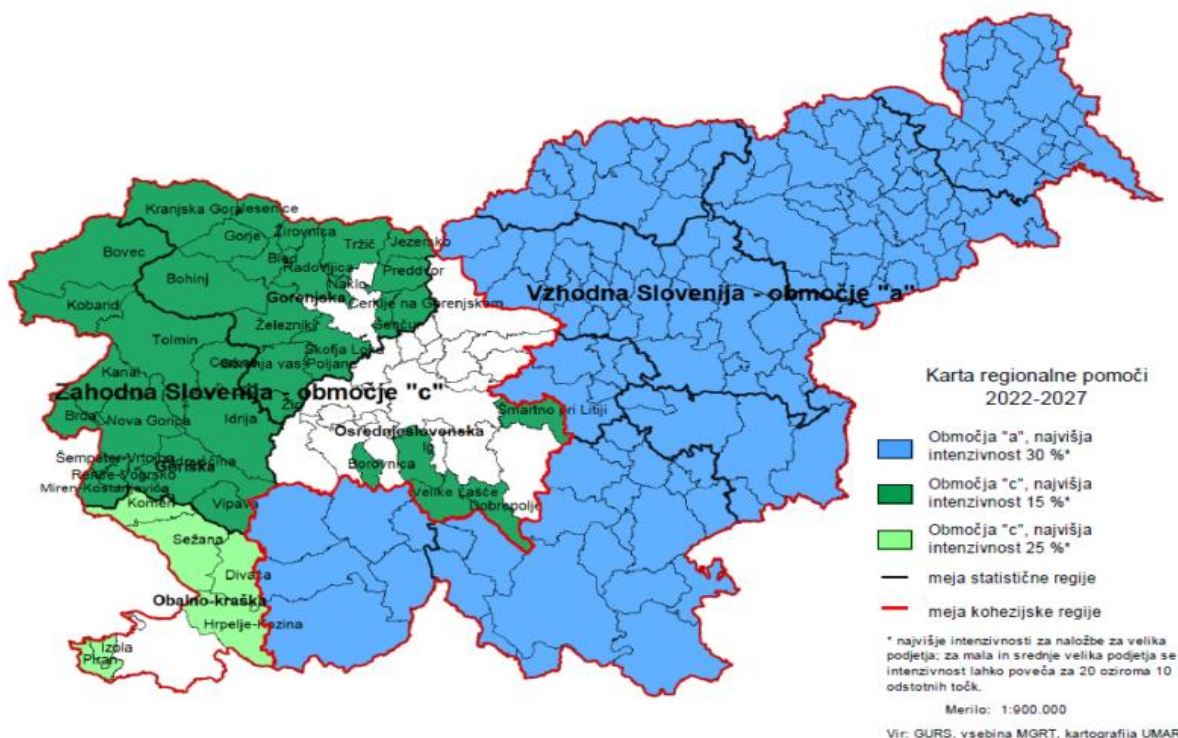 Kranjska Gora
Jesenice
Bovec
Gorje
Žirovnica
Tržič
Jezersko
Bled
Radovljica
Bohinj
Preddvor
Naklo
Kobarid
Gorenjska
Cerklje na Gorenjskem
Vzhodna Slovenija - območje "a"
Železniki
Šenčur
Tolmin
Škofja Loka
Cerkno
Gorenja vas-Poljane
Kanal
Zahodna Slovenija - območje "c"
Žiri
Brda
Nova Gorica
Idrija
Šmartno pri Litiji
Osrednjeslovenska
Ig
Šempeter-Vrtojba
Borovnica
Goriška
Renče-Vogrsko
Miren-Kostanjevica
Velike Lašče
Komen
Vipava
Dobrepolje
Sežana
Divača
Obalno-kraška
Hrpelje-Kozina
Izola
Piran
Karta regionalne pomoči
2022-2027
Območja "a", najvišja
intenzivnost 30 %*
Območja "c", najvišja
intenzivnost 15 %*
Območja "c", najvišja
intenzivnost 25 %*
meja statistične regije
meja kohezijske regije
* najvišje intenzivnosti za naložbe za velika
podjetja; za mala in srednje velika podjetja se
intenzivnost lahko poveča za 20 oziroma 10
odstotnih točk.
Merilo: 1:900.000
Vir: GURS, vsebina MGRT, kartografija UMAR